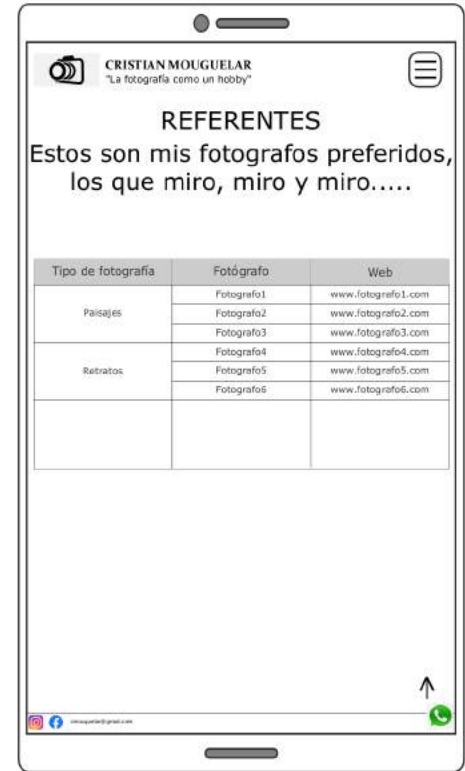 CRISTIAN MOUGUELAR
"La fotografía como un hobby"
REFERENTES
Estos son mis fotografos preferidos,
los que miro, miro y miro.....
Tipo de fotografía Fotógrafo Web
Paisajes
Fotografo1 www.fotografo1.com
Fotografo2 www.fotografo2.com
Fotografo3 www.fotografo3.com
Retratos
Fotografo4 www.fotografo4.com
Fotografo5 www.fotografo5.com
Fotografo6 www.fotografo6.com